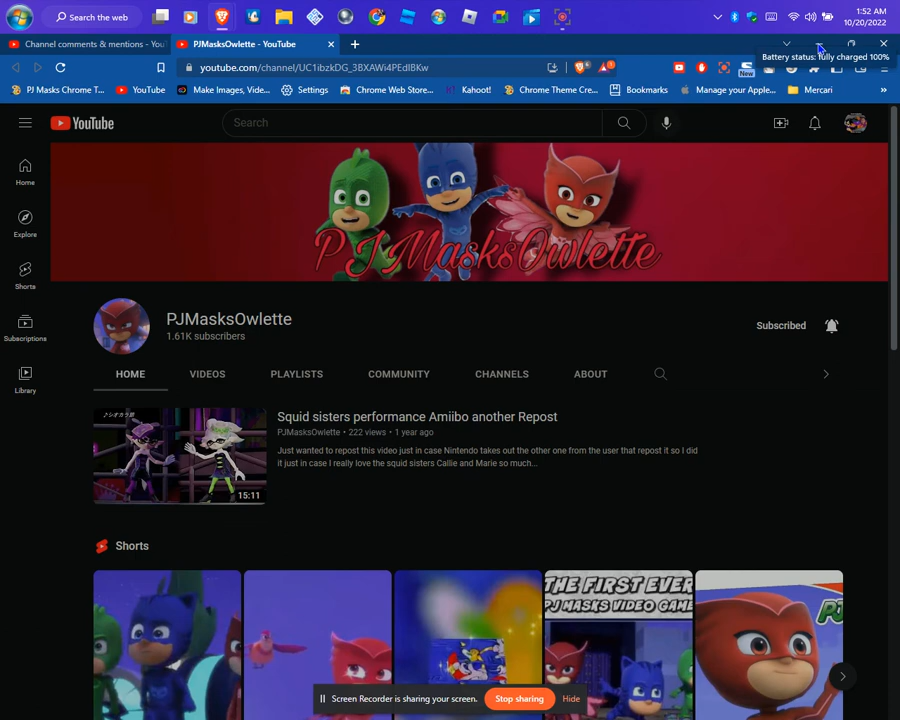 Search the web
1:52 AM
10/20/2022
Channel comments & mentions - You
PJMasksOwlette - YouTube
Battery status: fully charged 100%
youtube.com/channel/UC1ibzkDG_3BXAWi4PEdIBKw
New
PJ Masks Chrome T...
YouTube
Make Images, Vide...
Settings
Chrome Web Store...
Kahoot!
Chrome Theme Cre...
Bookmarks
Manage your Apple...
Mercari
YouTube
Search
Home
Explore
Shorts
Subscriptions
Library
PJMasksOwlette
PJMasksOwlette
1.61K subscribers
Subscribed
HOME
VIDEOS
PLAYLISTS
COMMUNITY
CHANNELS
ABOUT
Squid sisters performance Amiibo another Repost
PJMasksOwlette • 222 views • 1 year ago
Just wanted to repost this video just in case Nintendo takes out the other one from the user that repost it so I did
it just in case I really love the squid sisters Callie and Marie so much...
15:11
Shorts
THE FIRST EVER
PJ MASKS VIDEO GAME
Screen Recorder is sharing your screen.
Stop sharing
Hide